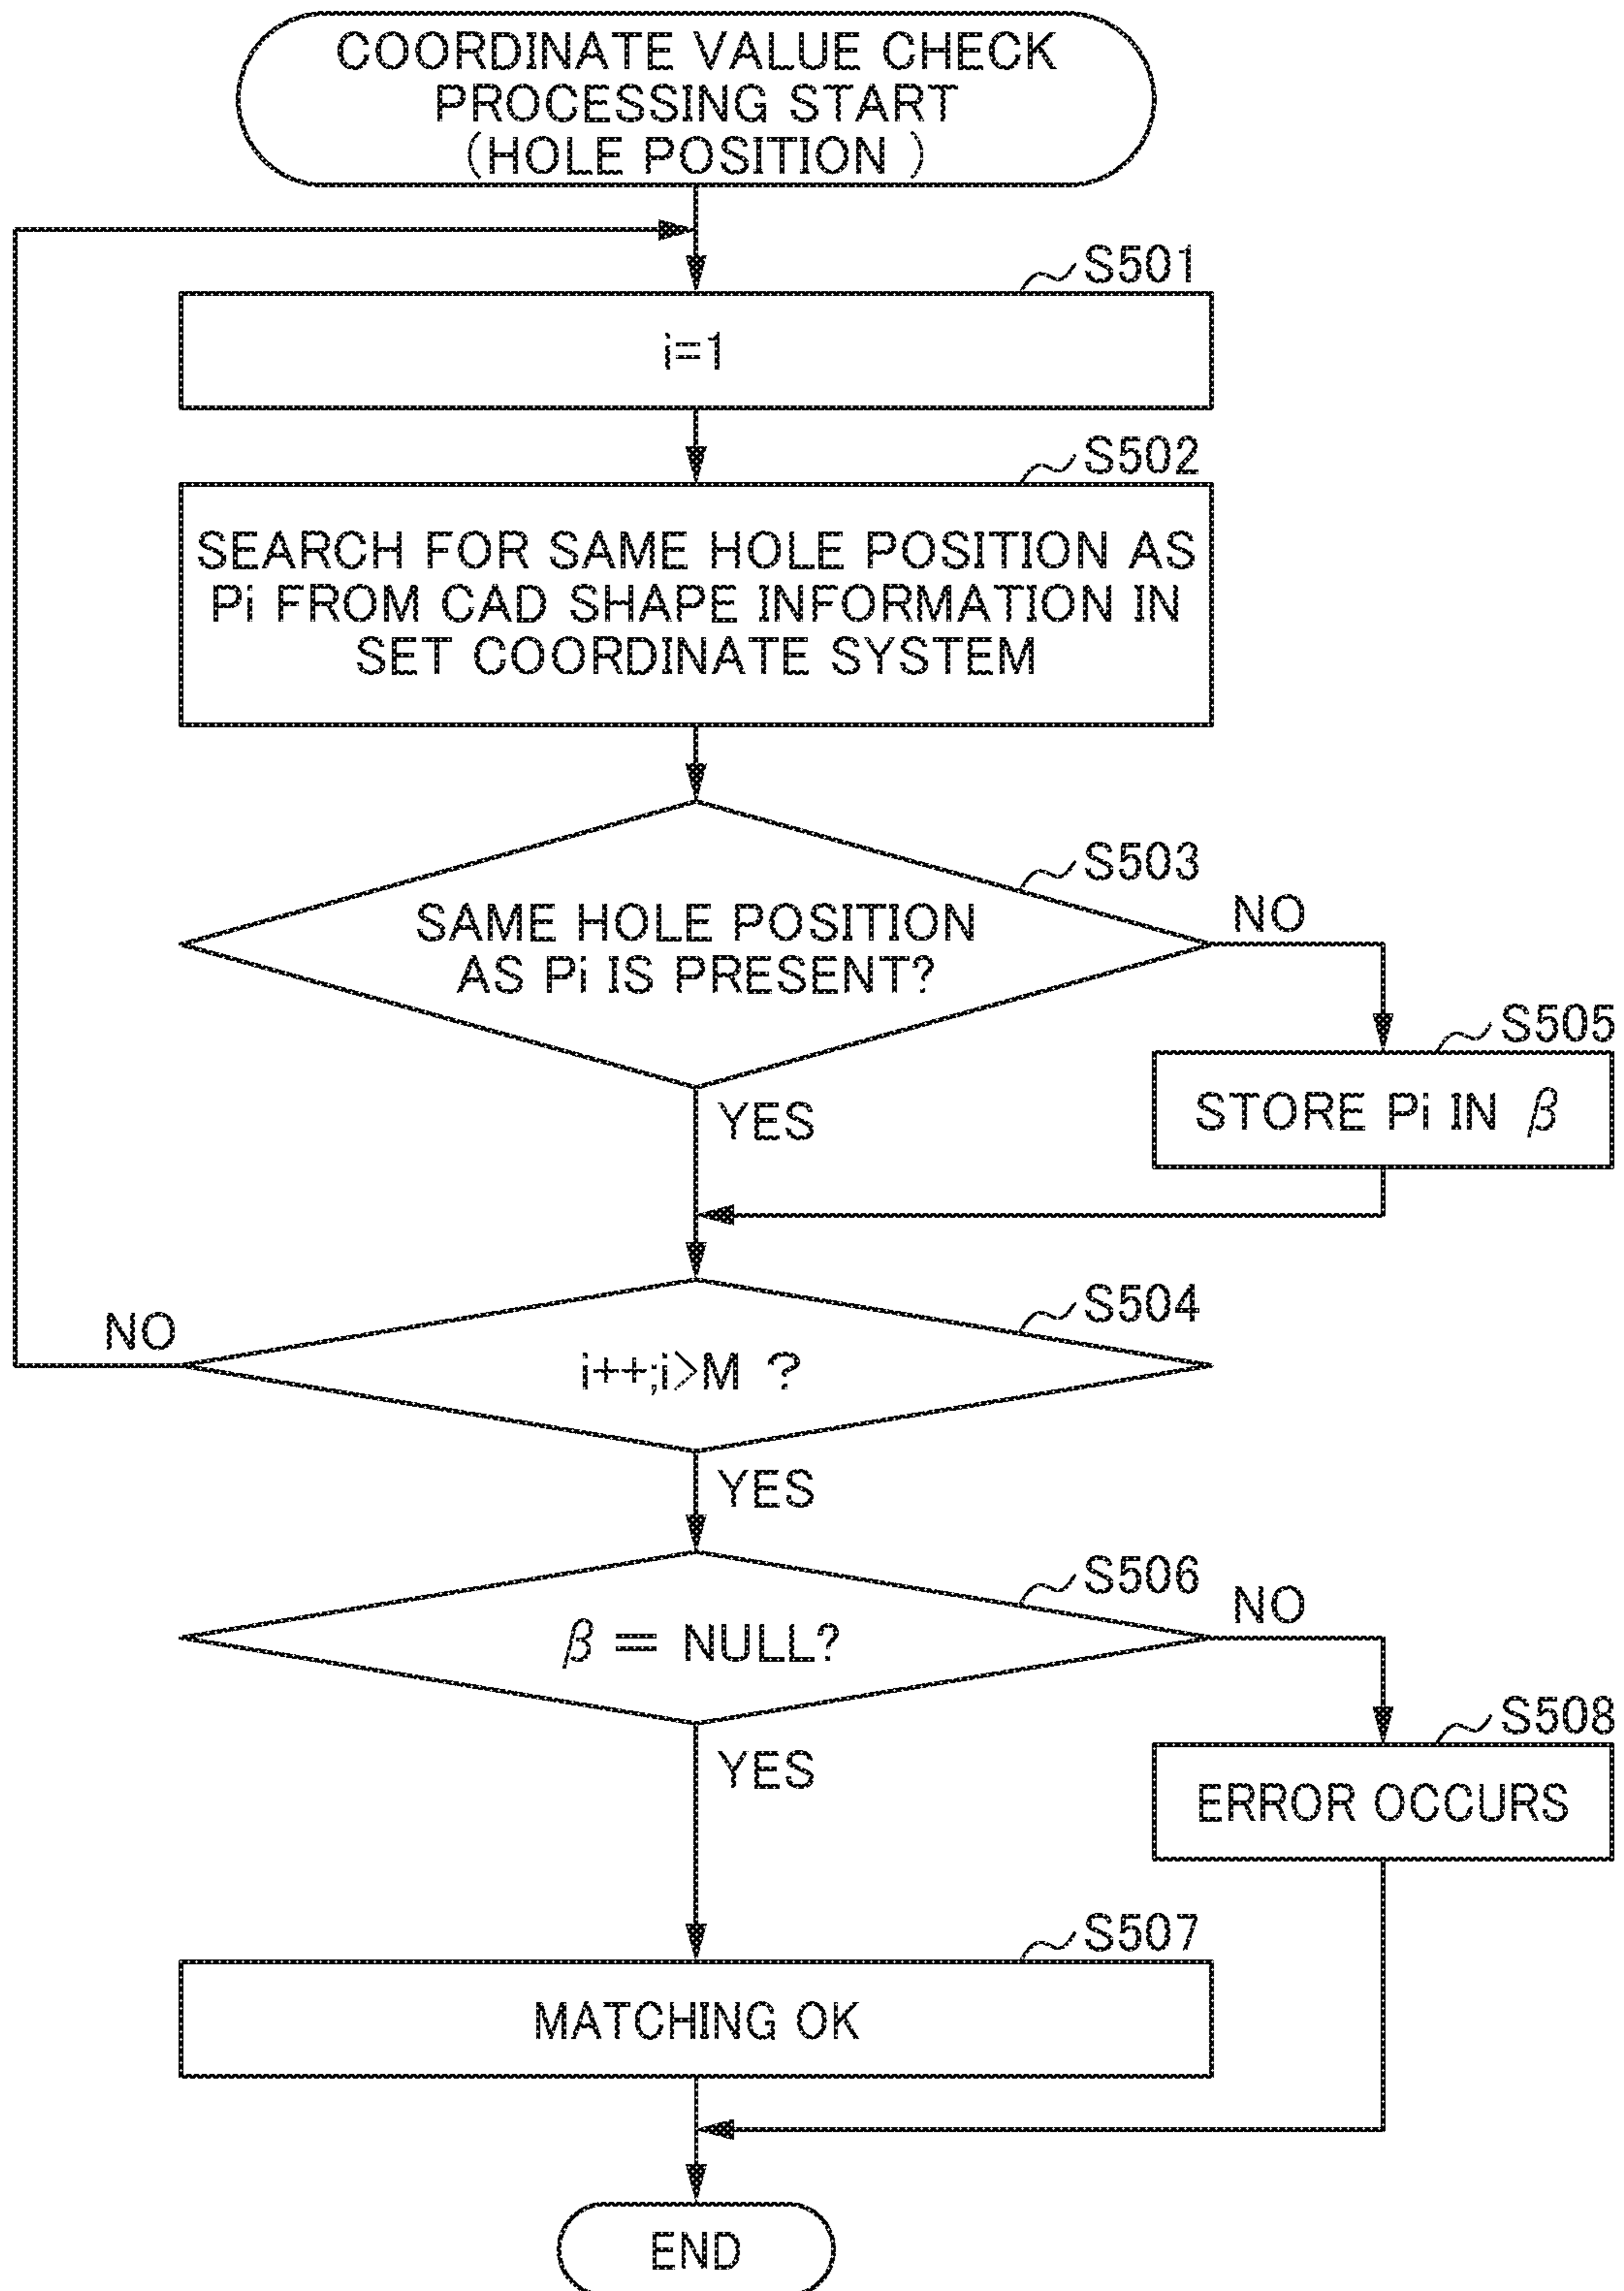 COORDINATE VALUE CHECK
PROCESSING START
(HOLE POSITION )
S501
i=1
S502
SEARCH FOR SAME HOLE POSITION AS
Pi FROM CAD SHAPE INFORMATION IN
SET COORDINATE SYSTEM
S503
SAME HOLE POSITION
AS Pi IS PRESENT?
NO
YES
S505
STORE Pi IN β
S504
i++;i>M ?
NO
YES
S506
β == NULL?
NO
YES
S508
ERROR OCCURS
S507
MATCHING OK
END